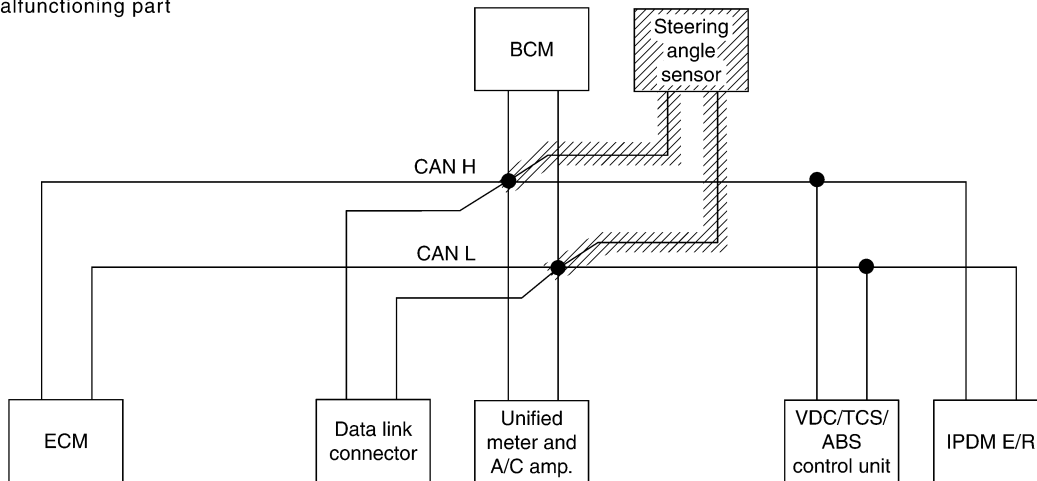 alfunctioning part
BCM
Steering
angle
sensor
CAN H
CAN L
ECM
Data link
connector
Unified
meter and
A/C amp.
VDC/TCS/
ABS
control unit
IPDM E/R